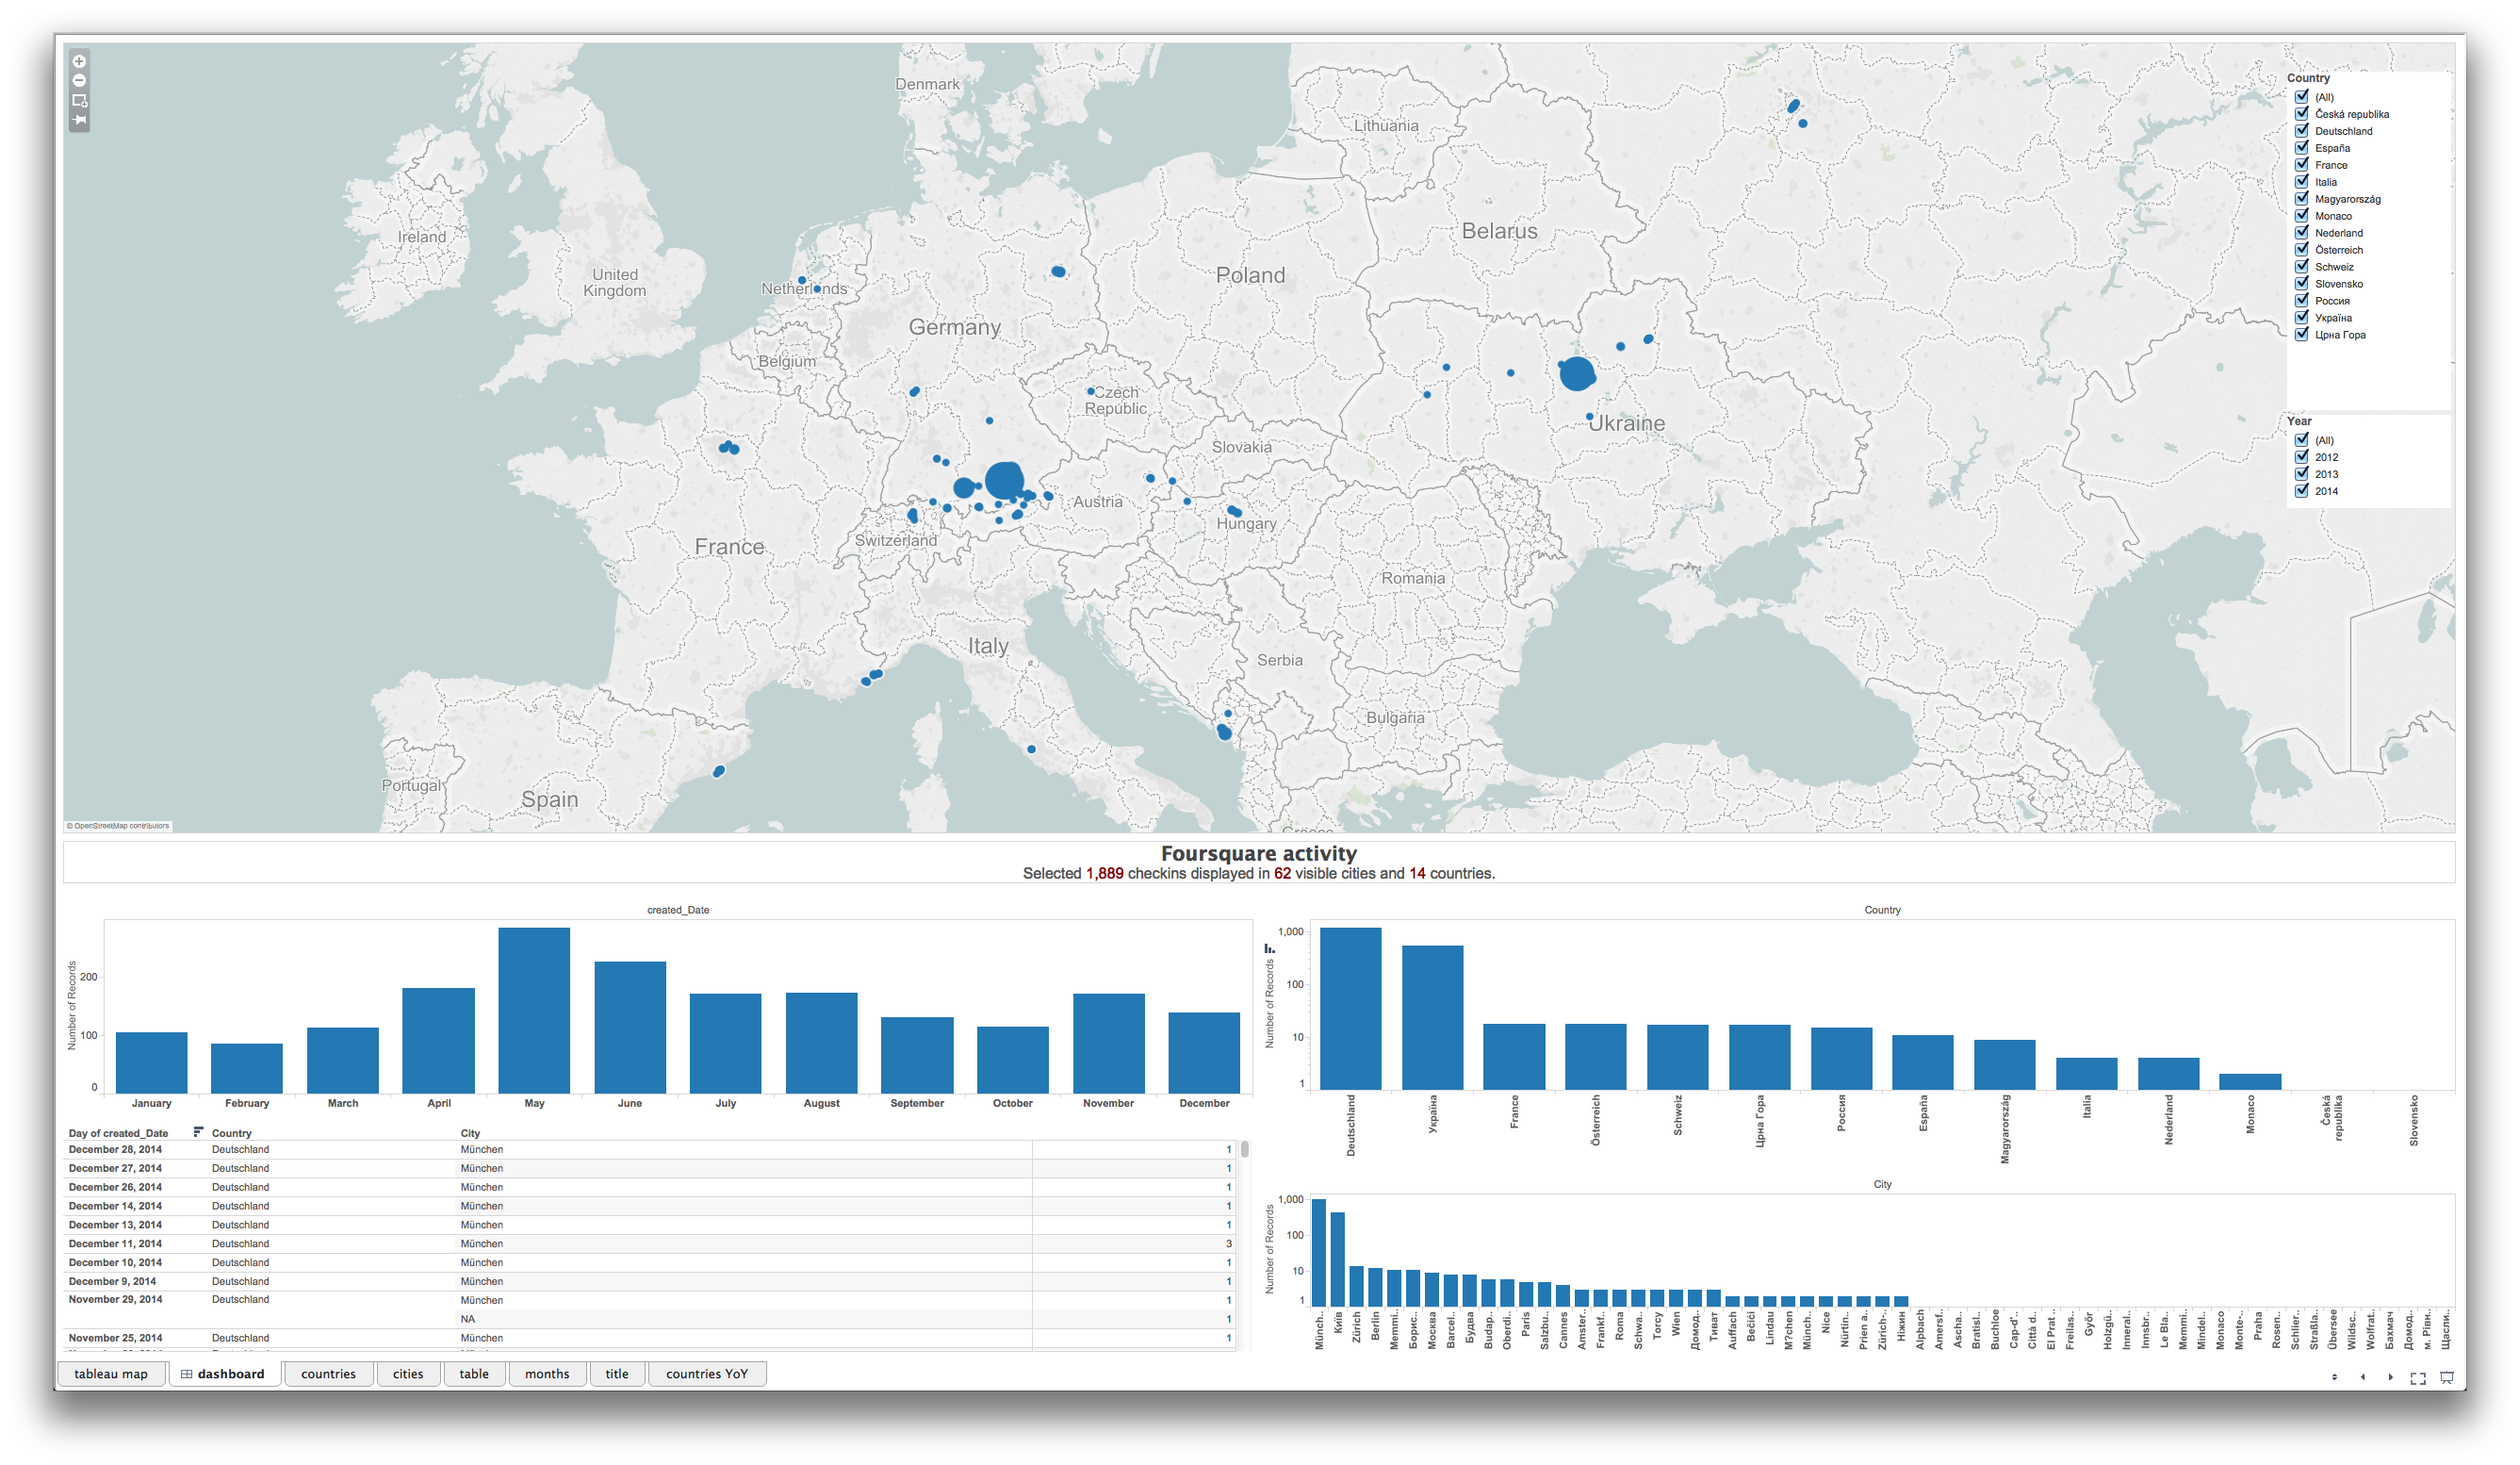 Denmark
Lithuania
Ireland
United
Kingdom
Netherlands
Belarus
Poland
Germany
Belgium
Czech
Republic
Ukraine
Slovakia
Austria
Hungary
Switzerland
France
Romania
Italy
Serbia
Bulgaria
Portugal
Spain
Greece
© OpenStreetMap contributors
Country
(All)
Česká republika
Deutschland
España
France
Italia
Magyarország
Monaco
Nederland
Österreich
Schweiz
Slovensko
Россия
Україна
Црна Гора
Year
(All)
2012
2013
2014
Foursquare activity
Selected 1,889 checkins displayed in 62 visible cities and 14 countries.
created_Date
Number of Records
200
100
0
January February March April May June July August September October November December
Country
Number of Records
1,000
100
10
1
Deutschland
Україна
France
Österreich
Schweiz
Црна Гора
Россия
España
Magyarország
Italia
Nederland
Monaco
Česká
republika
Slovensko
Day of created_Date Country City
December 28, 2014 Deutschland München 1
December 27, 2014 Deutschland München 1
December 26, 2014 Deutschland München 1
December 14, 2014 Deutschland München 1
December 13, 2014 Deutschland München 1
December 11, 2014 Deutschland München 3
December 10, 2014 Deutschland München 1
December 9, 2014 Deutschland München 1
November 29, 2014 Deutschland München 1
NA 1
November 25, 2014 Deutschland München 1
City
Number of Records
1,000
100
10
1
Münch..
Київ
Zürich
Berlin
Memmi..
Борис..
Москва
Barcel..
Будва
Budap..
Oberdi..
Paris
Salzbu..
Cannes
Amster..
Frankf..
Roma
Schwa..
Torcy
Wien
Домод..
Тиват
Auffach
Bečići
Lindau
M?chen
Münch..
Nice
Nürtin..
Prien a..
Zürich-..
Ніжин
Alpbach
Amersf..
Ascha..
Bratisl..
Buchloe
Cap-d'..
Città d..
El Prat ..
Freilas..
Győr
Holzgü..
Inneral..
Innsbr..
Le Bla..
Memmi..
Mindel..
Monaco
Monte-..
Praha
Rosen..
Schlier..
Straßla..
Übersee
Wildsc..
Wolfrat..
Бахмач
Домод..
м. Рівн..
Щасли..
tableau map dashboard countries cities table months title countries YoY